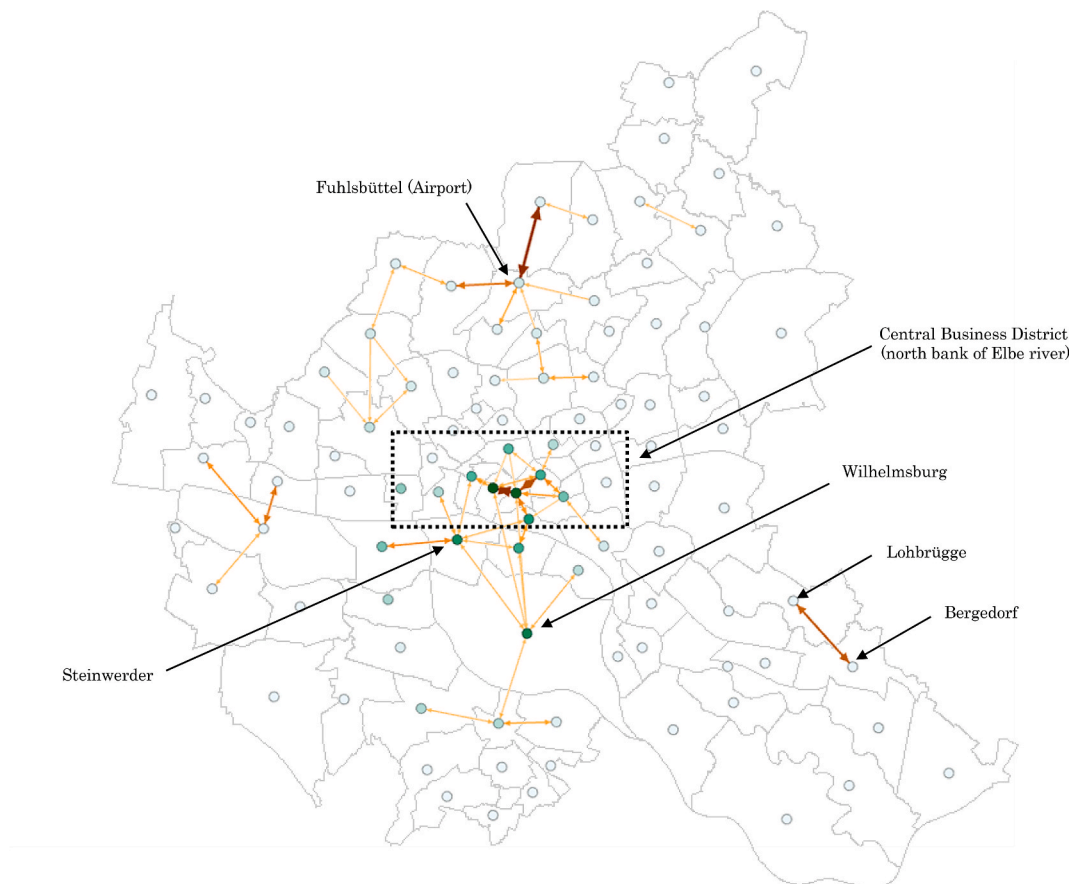 Fuhlsbüttel (Airport)
Central Business District
(north bank of Elbe river)
Wilhelmsburg
Lohbrügge
Bergedorf
Steinwerder